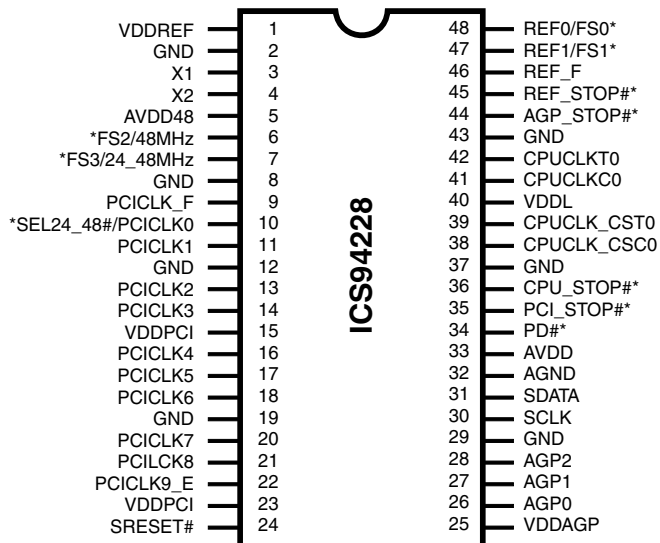 VDDREF 1 48 REF0/FS0*
GND 2 47 REF1/FS1*
X1 3 46 REF_F
X2 4 45 REF_STOP#*
AVDD48 5 44 AGP_STOP#*
*FS2/48MHz 6 43 GND
*FS3/24_48MHz 7 42 CPUCLKT0
GND 8 41 CPUCLKC0
PCICLK_F 9 40 VDDL
*SEL24_48#/PCICLK0 10 39 CPUCLK_CST0
PCICLK1 11 38 CPUCLK_CSC0
GND 12 37 GND
PCICLK2 13 36 CPU_STOP#*
PCICLK3 14 35 PCI_STOP#*
VDDPCI 15 34 PD#*
PCICLK4 16 33 AVDD
PCICLK5 17 32 AGND
PCICLK6 18 31 SDATA
GND 19 30 SCLK
PCICLK7 20 29 GND
PCILCK8 21 28 AGP2
PCICLK9_E 22 27 AGP1
VDDPCI 23 26 AGP0
SRESET# 24 25 VDDAGP
ICS94228